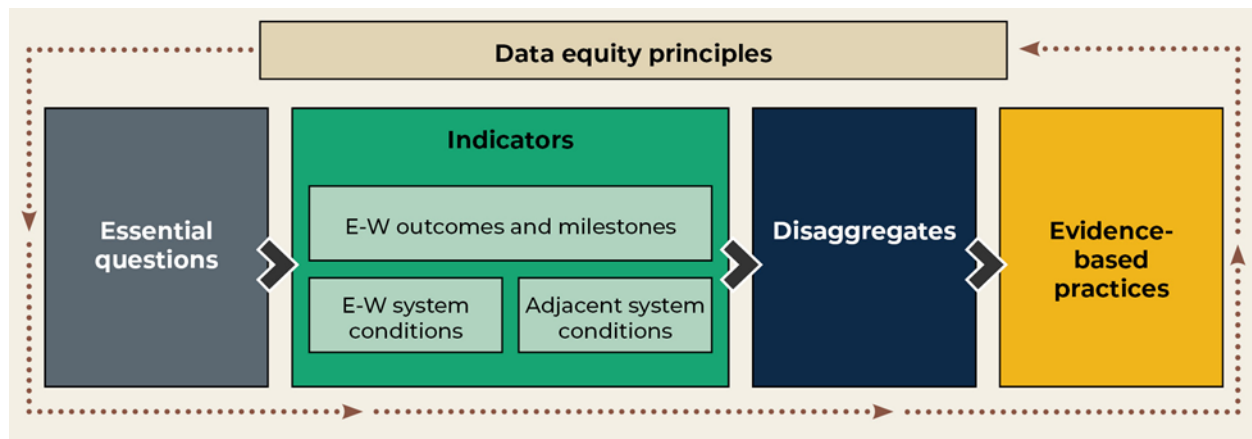 Data equity principles
Essential
questions
Indicators
E-W outcomes and milestones
E-W system
conditions
Adjacent system
conditions
Disaggregates
Evidence-
based
practices